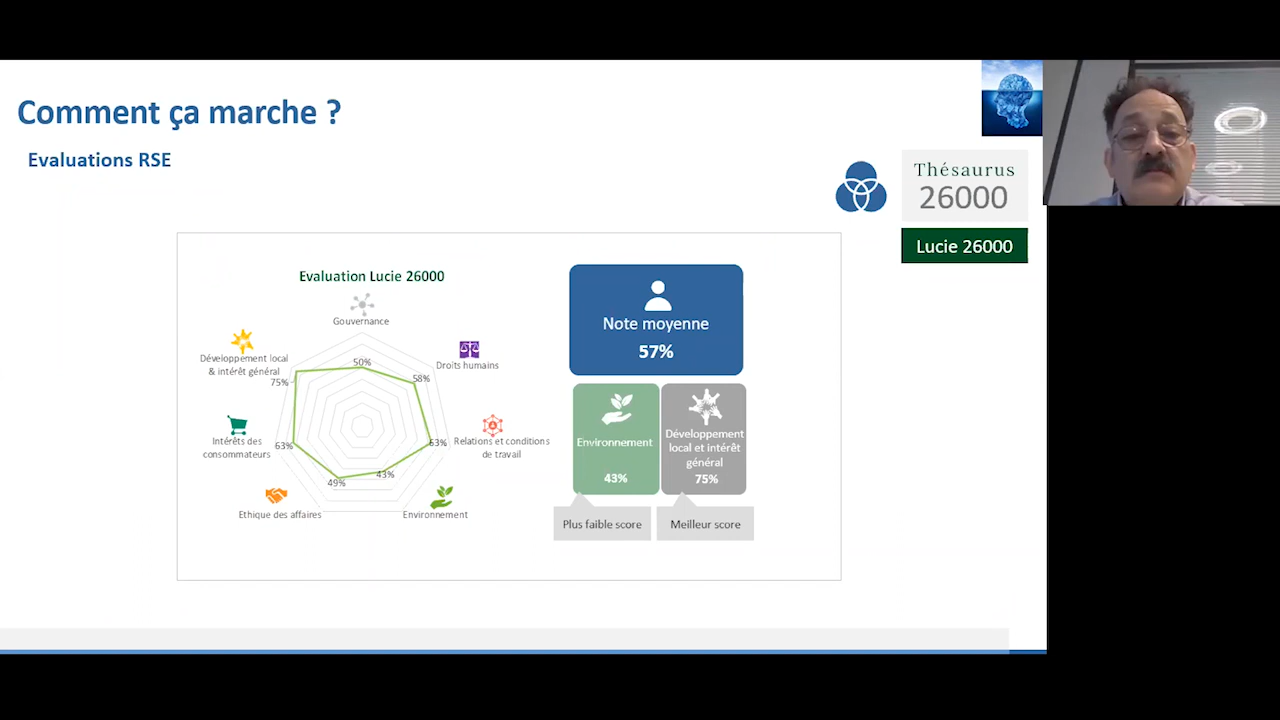 Comment ça marche ?
Evaluations RSE
Thésaurus
26000
Lucie 26000
Evaluation Lucie 26000
Gouvernance
Développement local
& intérêt général
Droits humains
50%
58%
75%
Intérêts des
consommateurs
63%
63%
Relations et conditions
de travail
49%
43%
Ethique des affaires
Environnement
Note moyenne
57%
Environnement
43%
Développement
local et intérêt
général
75%
Plus faible score
Meilleur score